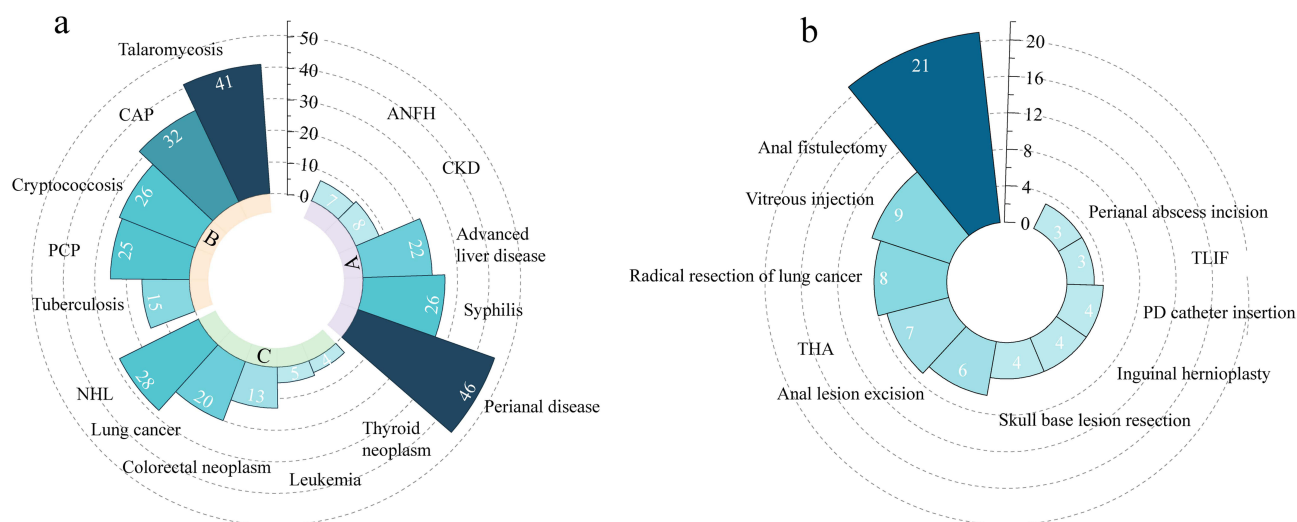 a
50
40
30
20
10
0
Talaromycosis
41
CAP
32
Cryptococcosis
26
PCP
25
Tuberculosis
15
B
ANFH
7
CKD
8
Advanced
liver disease
22
Syphilis
26
Perianal disease
46
A
NHL
28
Lung cancer
20
Colorectal neoplasm
13
Leukemia
5
Thyroid
neoplasm
4
C
b
20
16
12
8
4
0
21
Anal fistulectomy
9
Vitreous injection
8
Radical resection of lung cancer
7
THA
6
Anal lesion excision
4
Skull base lesion resection
4
Inguinal hernioplasty
4
PD catheter insertion
3
TLIF
3
Perianal abscess incision